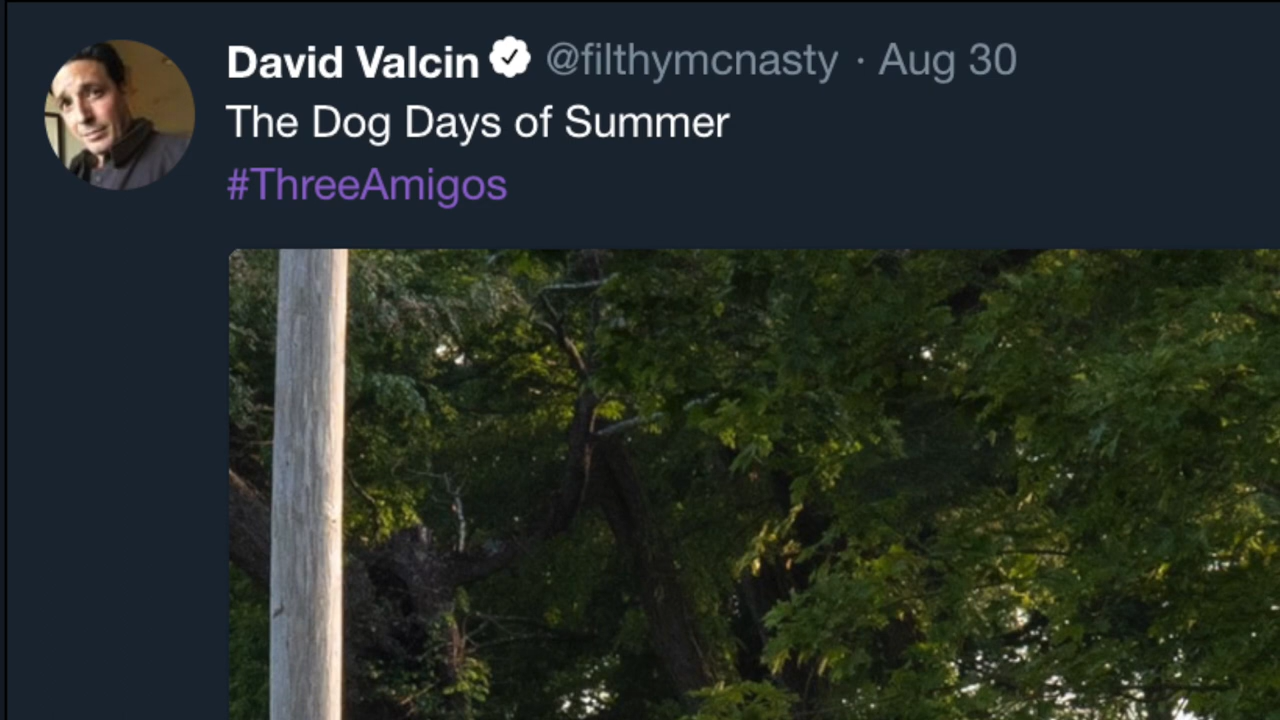 David Valcin @filthymcnasty · Aug 30
The Dog Days of Summer
#ThreeAmigos